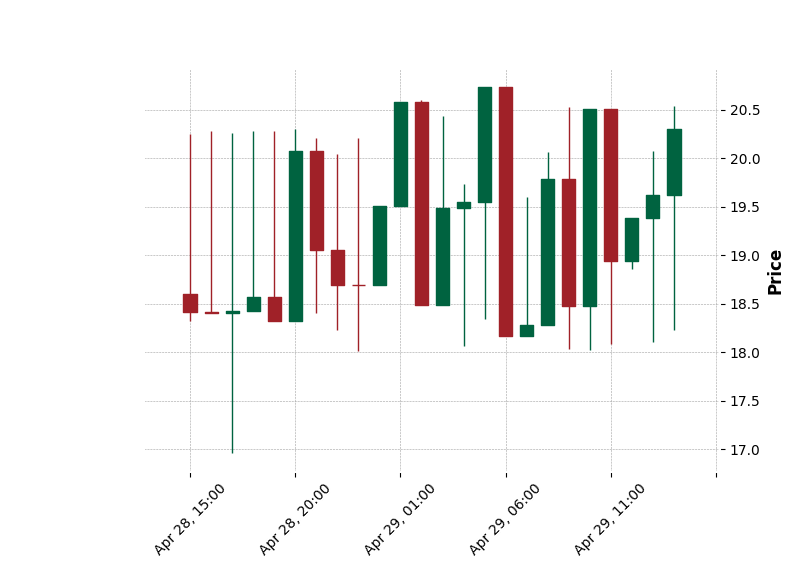 20.5
20.0
19.5
19.0
18.5
18.0
17.5
17.0
Price
Apr 28, 15:00
Apr 28, 20:00
Apr 29, 01:00
Apr 29, 06:00
Apr 29, 11:00